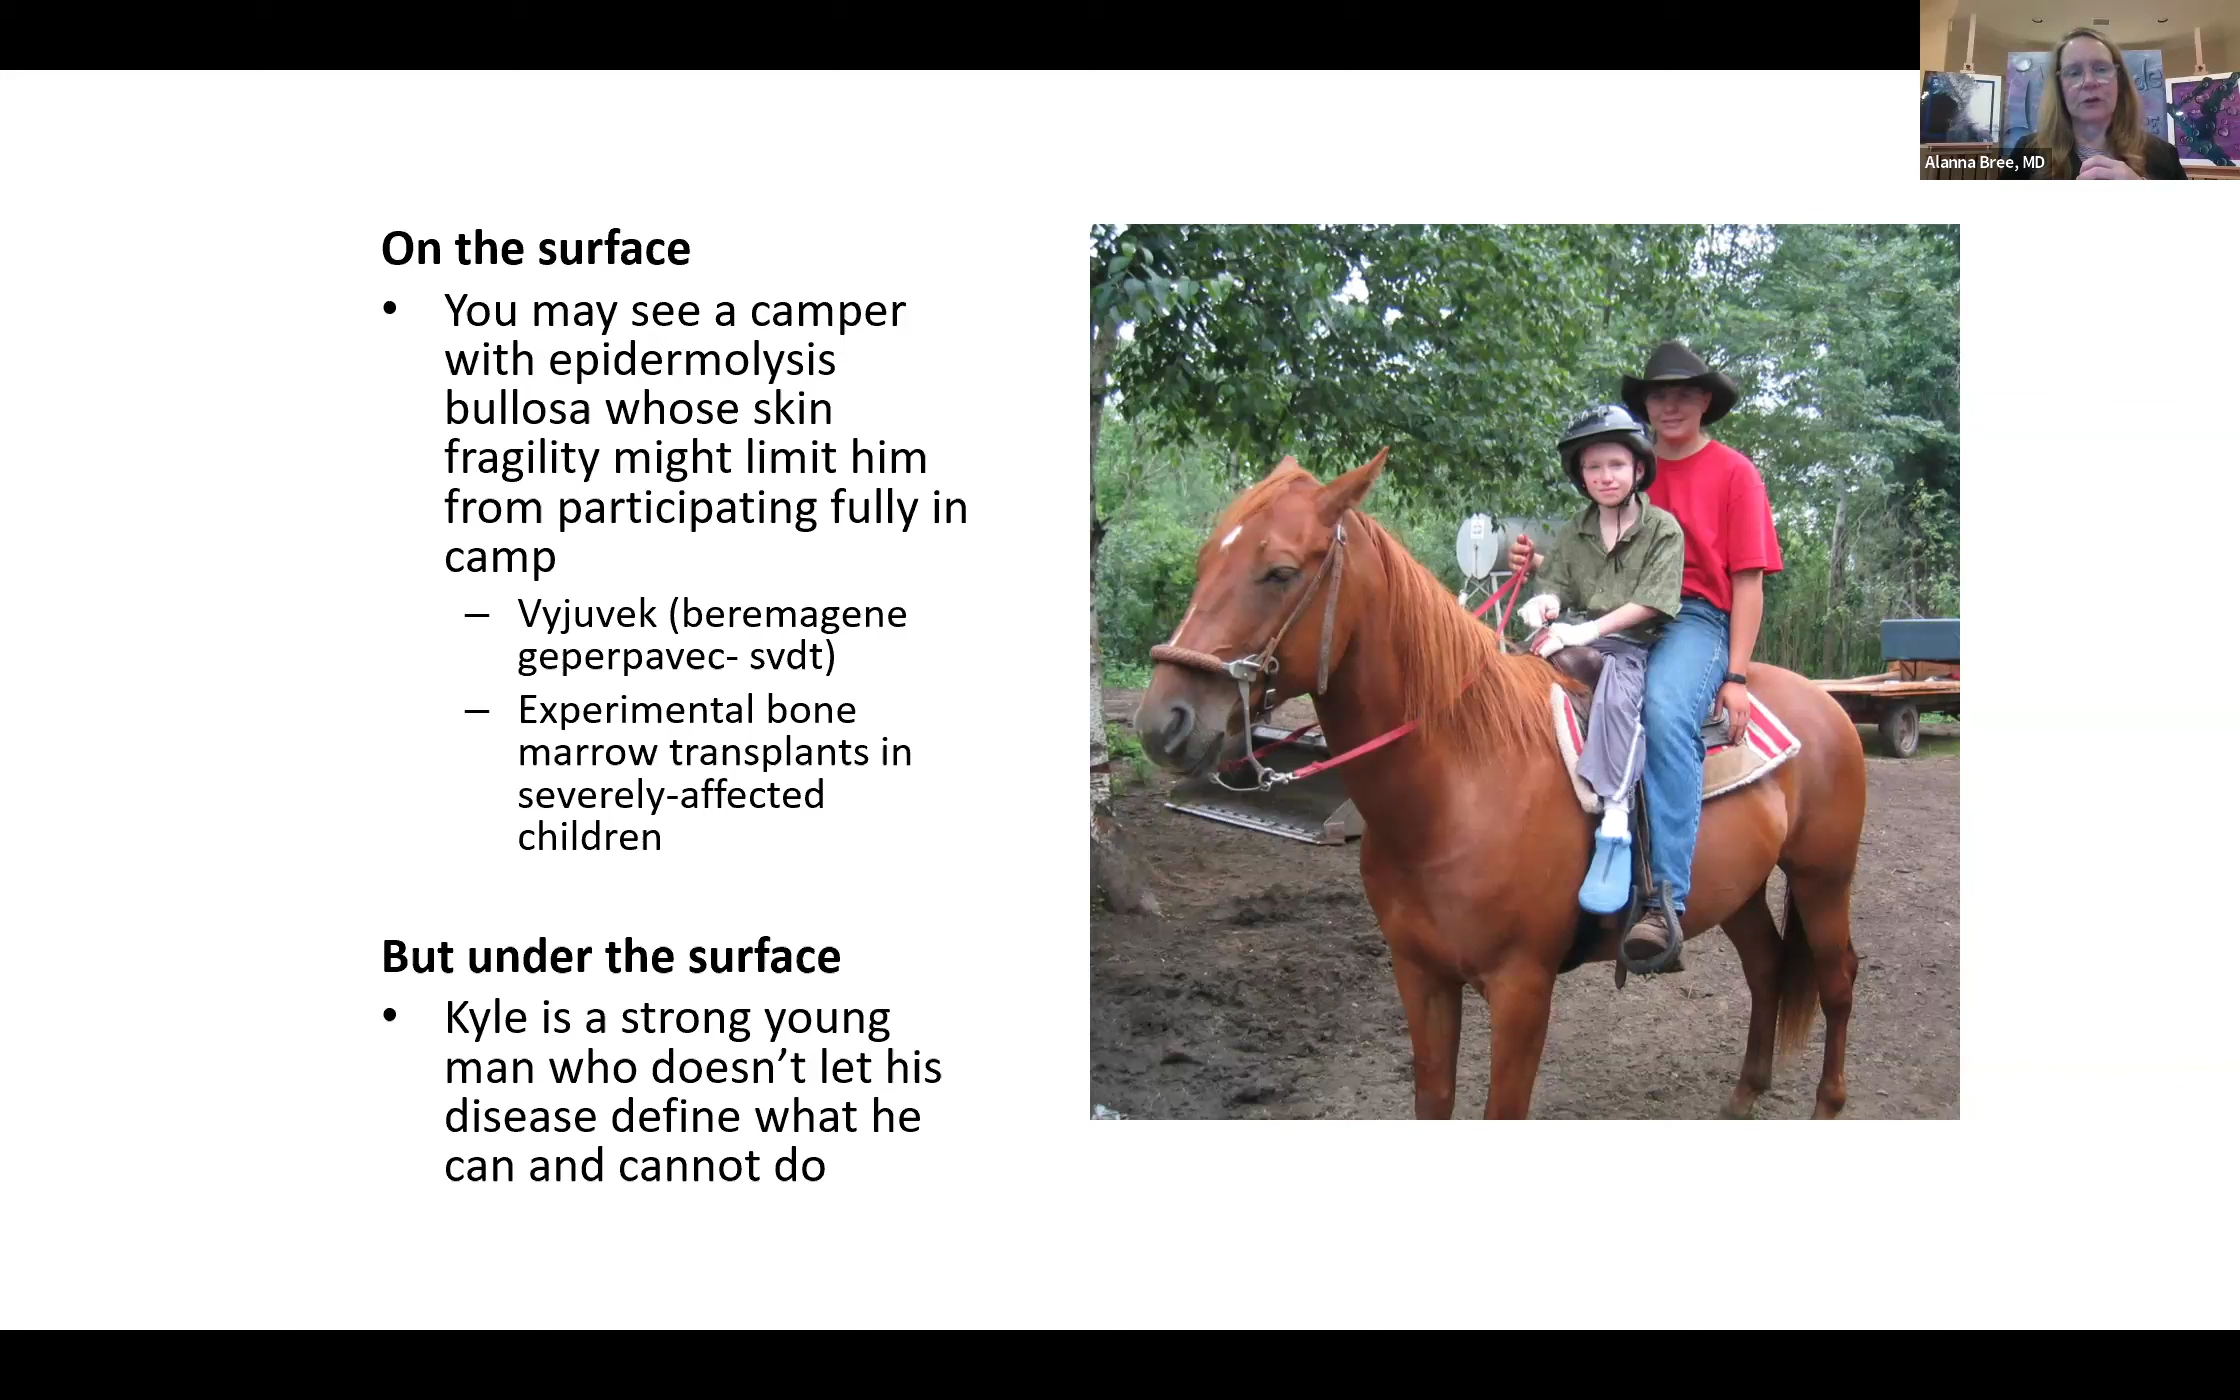 Alanna Bree, MD
On the surface
• You may see a camper
with epidermolysis
bullosa whose skin
fragility might limit him
from participating fully in
camp
– Vyjuvek (beremagene
geperpavec- svdt)
– Experimental bone
marrow transplants in
severely-affected
children
But under the surface
• Kyle is a strong young
man who doesn’t let his
disease define what he
can and cannot do